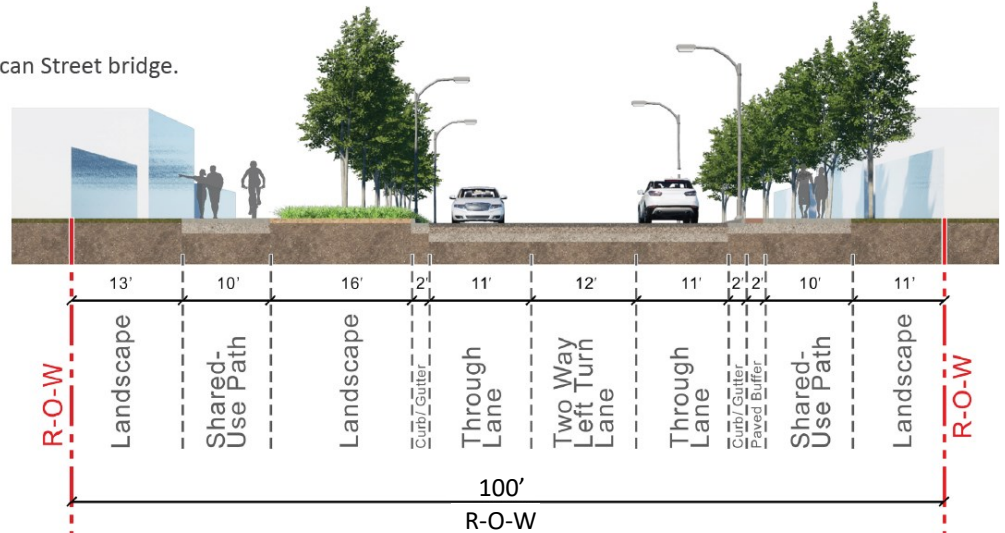 can Street bridge.
13'
10'
16'
2'
11'
12'
11'
2'
2'
10'
11'
R-O-W
Landscape
Shared-
Use Path
Landscape
Curb/ Gutter
Through
Lane
Two Way
Left Turn
Lane
Through
Lane
Curb/ Gutter
Paved Buffer
Shared-
Use Path
Landscape
R-O-W
100'
R-O-W